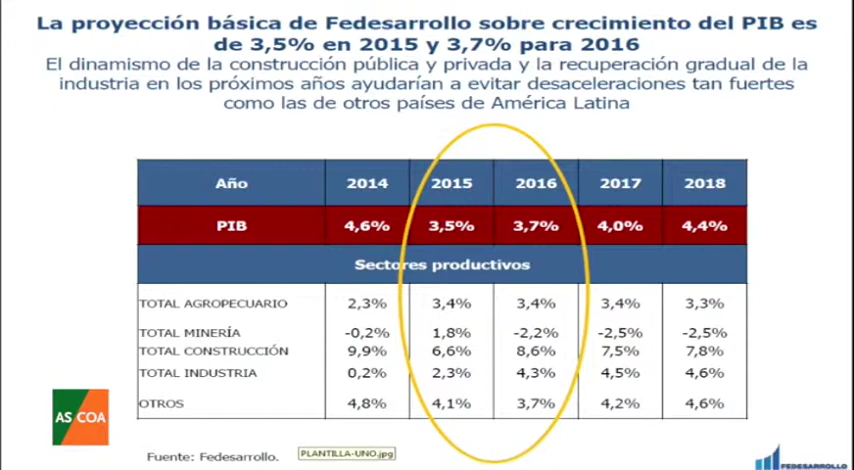 La proyección básica de Fedesarrollo sobre crecimiento del PIB es
de 3,5% en 2015 y 3,7% para 2016
El dinamismo de la construcción pública y privada y la recuperación gradual de la
industria en los próximos años ayudarían a evitar desaceleraciones tan fuertes
como las de otros países de América Latina
Año 2014 2015 2016 2017 2018
PIB 4,6% 3,5% 3,7% 4,0% 4,4%
Sectores productivos
TOTAL AGROPECUARIO 2,3% 3,4% 3,4% 3,4% 3,3%
TOTAL MINERÍA -0,2% 1,8% -2,2% -2,5% -2,5%
TOTAL CONSTRUCCIÓN 9,9% 6,6% 8,6% 7,5% 7,8%
TOTAL INDUSTRIA 0,2% 2,3% 4,3% 4,5% 4,6%
OTROS 4,8% 4,1% 3,7% 4,2% 4,6%
AS COA
Fuente: Fedesarrollo.
PLANTILLA-UNO.jpg
FEDESARROLLO